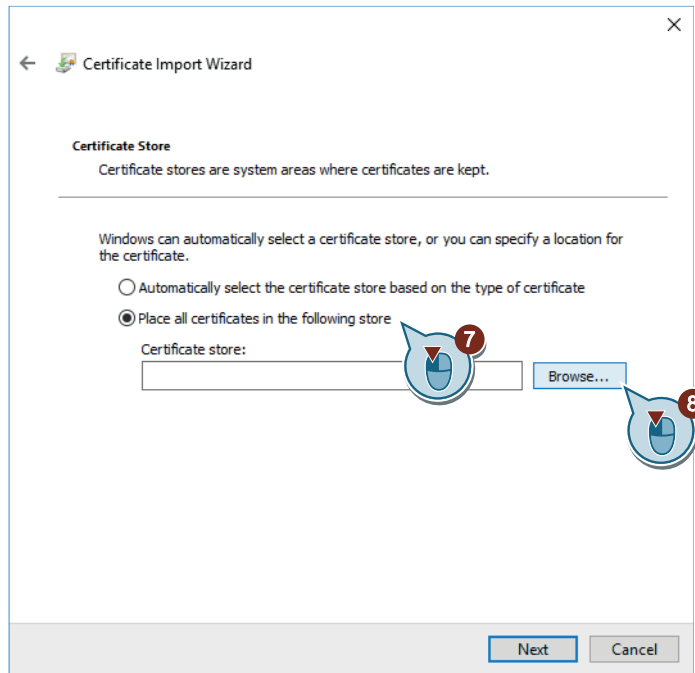 Certificate Import Wizard
Certificate Store
Certificate stores are system areas where certificates are kept.
Windows can automatically select a certificate store, or you can specify a location for
the certificate.
Automatically select the certificate store based on the type of certificate
Place all certificates in the following store
7
Certificate store:
Browse...
8
Next
Cancel